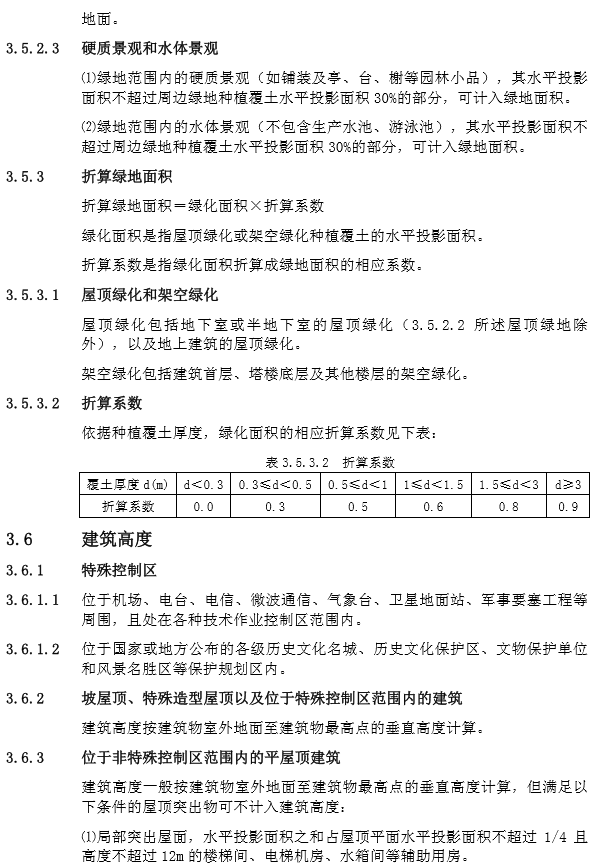 地面。
3.5.2.3 硬质景观和水体景观
⑴绿地范围内的硬质景观（如铺装及亭、台、榭等园林小品），其水平投影
面积不超过周边绿地种植覆土水平投影面积 30%的部分，可计入绿地面积。
⑵绿地范围内的水体景观（不包含生产水池、游泳池），其水平投影面积不
超过周边绿地种植覆土水平投影面积 30%的部分，可计入绿地面积。
3.5.3 折算绿地面积
折算绿地面积＝绿化面积×折算系数
绿化面积是指屋顶绿化或架空绿化种植覆土的水平投影面积。
折算系数是指绿化面积折算成绿地面积的相应系数。
3.5.3.1 屋顶绿化和架空绿化
屋顶绿化包括地下室或半地下室的屋顶绿化（3.5.2.2 所述屋顶绿地除
外），以及地上建筑的屋顶绿化。
架空绿化包括建筑首层、塔楼底层及其他楼层的架空绿化。
3.5.3.2 折算系数
依据种植覆土厚度，绿化面积的相应折算系数见下表：
表 3.5.3.2 折算系数
覆土厚度 d(m) d＜0.3 0.3≤d＜0.5 0.5≤d＜1 1≤d＜1.5 1.5≤d＜3 d≥3
折算系数 0.0 0.3 0.5 0.6 0.8 0.9
3.6 建筑高度
3.6.1 特殊控制区
3.6.1.1 位于机场、电台、电信、微波通信、气象台、卫星地面站、军事要塞工程等
周围，且处在各种技术作业控制区范围内。
3.6.1.2 位于国家或地方公布的各级历史文化名城、历史文化保护区、文物保护单位
和风景名胜区等保护规划区内。
3.6.2 坡屋顶、特殊造型屋顶以及位于特殊控制区范围内的建筑
建筑高度按建筑物室外地面至建筑物最高点的垂直高度计算。
3.6.3 位于非特殊控制区范围内的平屋顶建筑
建筑高度一般按建筑物室外地面至建筑物最高点的垂直高度计算，但满足以
下条件的屋顶突出物可不计入建筑高度：
⑴局部突出屋面，水平投影面积之和占屋顶平面水平投影面积不超过 1/4 且
高度不超过 12m 的楼梯间、电梯机房、水箱间等辅助用房。